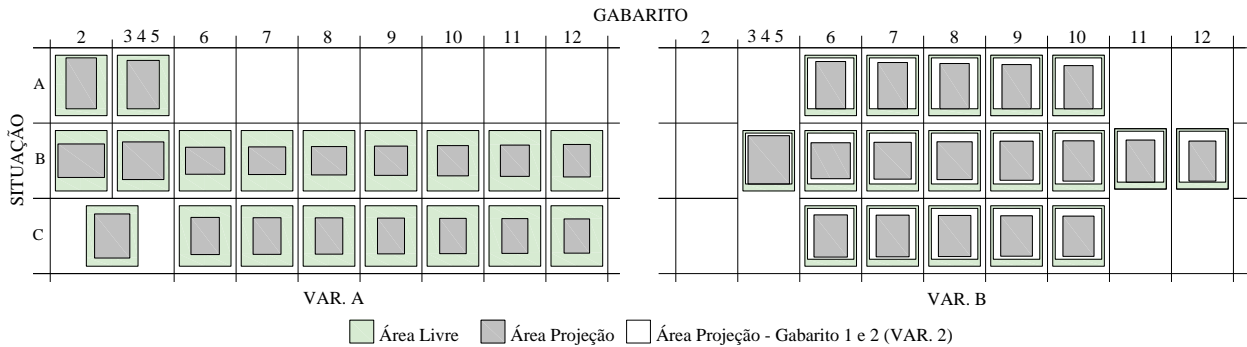 GABARITO
2 3 4 5 6 7 8 9 10 11 12 2 3 4 5 6 7 8 9 10 11 12
SITUAÇÃO
A
B
C
VAR. A VAR. B
Área Livre Área Projeção Área Projeção - Gabarito 1 e 2 (VAR. 2)